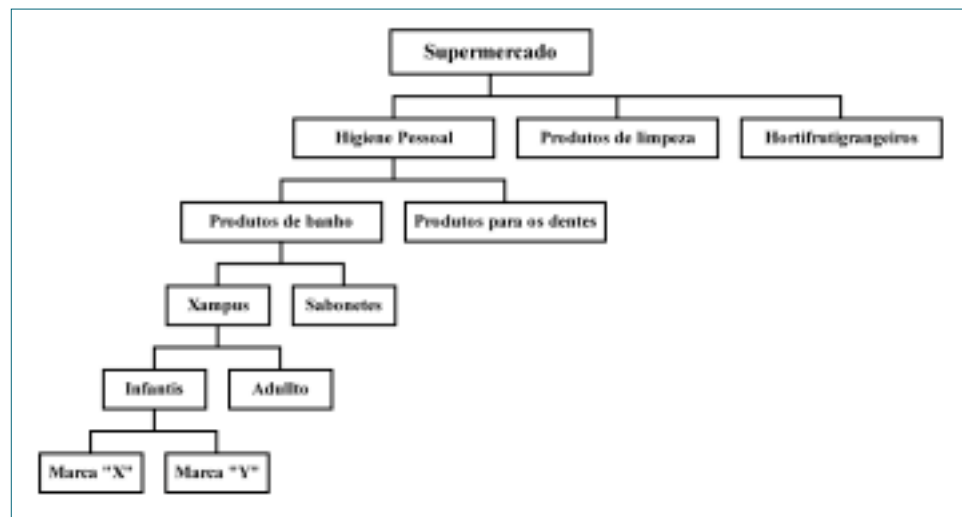 Supermercado
Higiene Pessoal
Produtos de limpeza
Hortifrutigrangeiros
Produtos de banho
Produtos para os dentes
Xampus
Sabonetes
Infantis
Adullto
Marca "X"
Marca "Y"